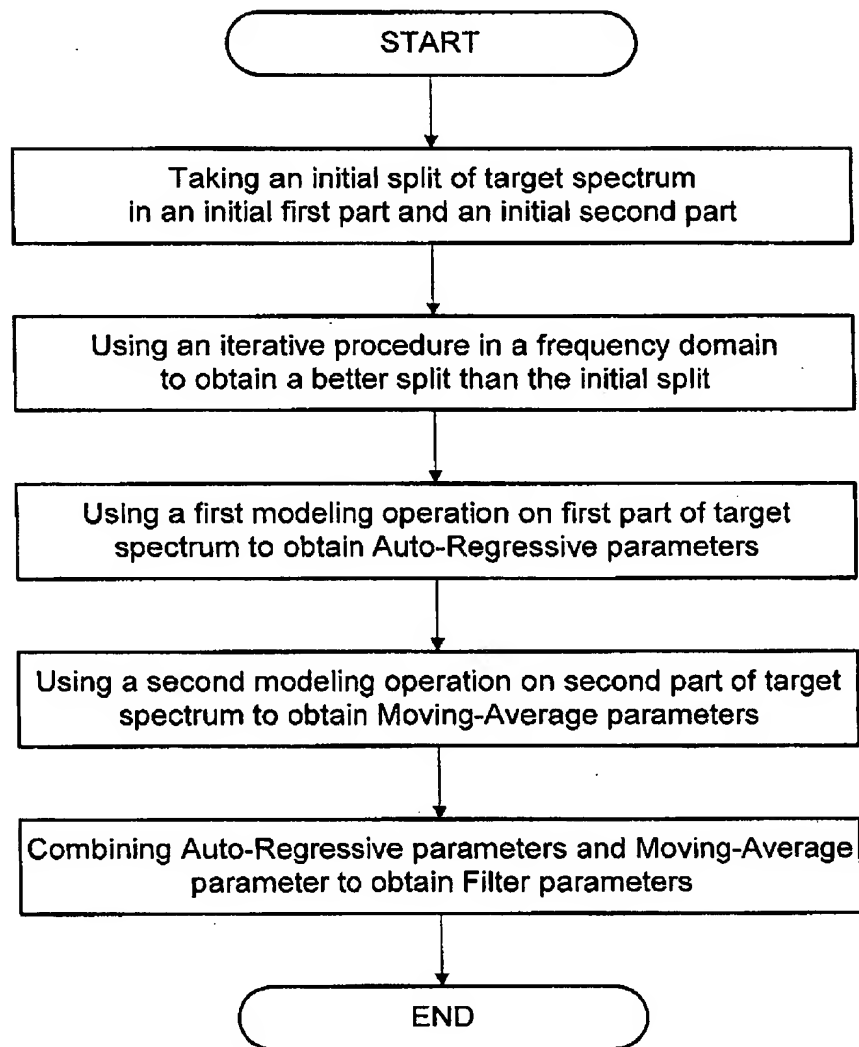 START
Taking an initial split of target spectrum
in an initial first part and an initial second part
Using an iterative procedure in a frequency domain
to obtain a better split than the initial split
Using a first modeling operation on first part of target
spectrum to obtain Auto-Regressive parameters
Using a second modeling operation on second part of target
spectrum to obtain Moving-Average parameters
Combining Auto-Regressive parameters and Moving-Average
parameter to obtain Filter parameters
END